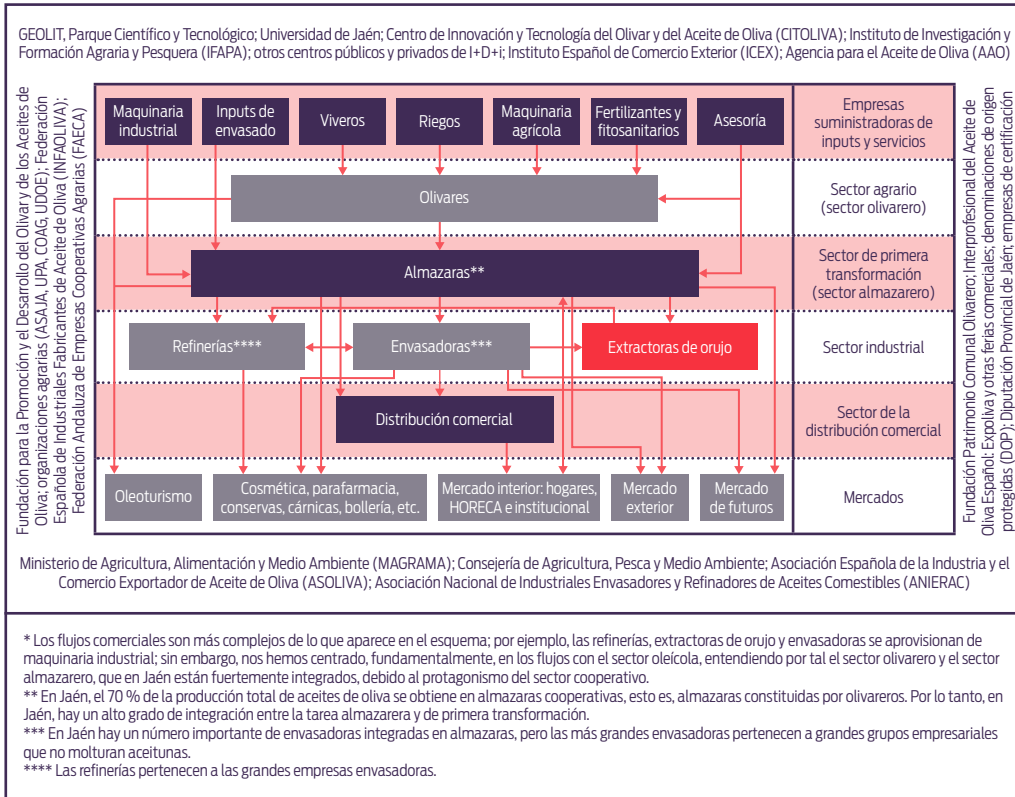 GEOLIT, Parque Científico y Tecnológico; Universidad de Jaén; Centro de Innovación y Tecnología del Olivar y del Aceite de Oliva (CITOLIVA); Instituto de Investigación y
Formación Agraria y Pesquera (IFAPA); otros centros públicos y privados de I+D+i; Instituto Español de Comercio Exterior (ICEX); Agencia para el Aceite de Oliva (AAO)
Fundación para la Promoción y el Desarrollo del Olivar y de los Aceites de
Oliva; organizaciones agrarias (ASAJA, UPA, COAG, UDOE); Federación
Española de Industriales Fabricantes de Aceite de Oliva (INFAOLIVA);
Federación Andaluza de Empresas Cooperativas Agrarias (FAECA)
Maquinaria
industrial
Inputs de
envasado
Viveros
Riegos
Maquinaria
agrícola
Fertilizantes y
fitosanitarios
Asesoría
Empresas
suministradoras de
inputs y servicios
Olivares
Sector agrario
(sector olivarero)
Almazaras**
Sector de primera
transformación
(sector almazarero)
Refinerías****
Envasadoras***
Extractoras de orujo
Sector industrial
Distribución comercial
Sector de la
distribución comercial
Oleoturismo
Cosmética, parafarmacia,
conservas, cárnicas, bollería, etc.
Mercado interior: hogares,
HORECA e institucional
Mercado
exterior
Mercado
de futuros
Mercados
Fundación Patrimonio Comunal Olivarero; Interprofesional del Aceite de
Oliva Español: Expoliva y otras ferias comerciales; denominaciones de origen
protegidas (DOP); Diputación Provincial de Jaén; empresas de certificación
Ministerio de Agricultura, Alimentación y Medio Ambiente (MAGRAMA); Consejería de Agricultura, Pesca y Medio Ambiente; Asociación Española de la Industria y el
Comercio Exportador de Aceite de Oliva (ASOLIVA); Asociación Nacional de Industriales Envasadores y Refinadores de Aceites Comestibles (ANIERAC)
* Los flujos comerciales son más complejos de lo que aparece en el esquema; por ejemplo, las refinerías, extractoras de orujo y envasadoras se aprovisionan de
maquinaria industrial; sin embargo, nos hemos centrado, fundamentalmente, en los flujos con el sector oleícola, entendiendo por tal el sector olivarero y el sector
almazarero, que en Jaén están fuertemente integrados, debido al protagonismo del sector cooperativo.
** En Jaén, el 70 % de la producción total de aceites de oliva se obtiene en almazaras cooperativas, esto es, almazaras constituidas por olivareros. Por lo tanto, en
Jaén, hay un alto grado de integración entre la tarea almazarera y de primera transformación.
*** En Jaén hay un número importante de envasadoras integradas en almazaras, pero las más grandes envasadoras pertenecen a grandes grupos empresariales
que no molturan aceitunas.
**** Las refinerías pertenecen a las grandes empresas envasadoras.